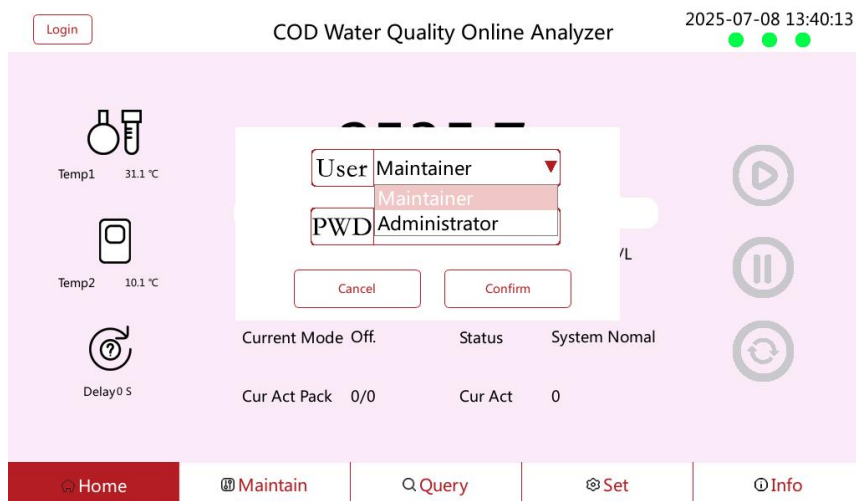 Login
COD Water Quality Online Analyzer
2025-07-08 13:40:13
Temp1 31.1 ℃
User Maintainer
Maintainer
PWD Administrator
/L
Temp2 10.1 ℃
Cancel Confirm
Current Mode Off. Status System Nomal
Delay0 S
Cur Act Pack 0/0 Cur Act 0
Home Maintain Query Set Info